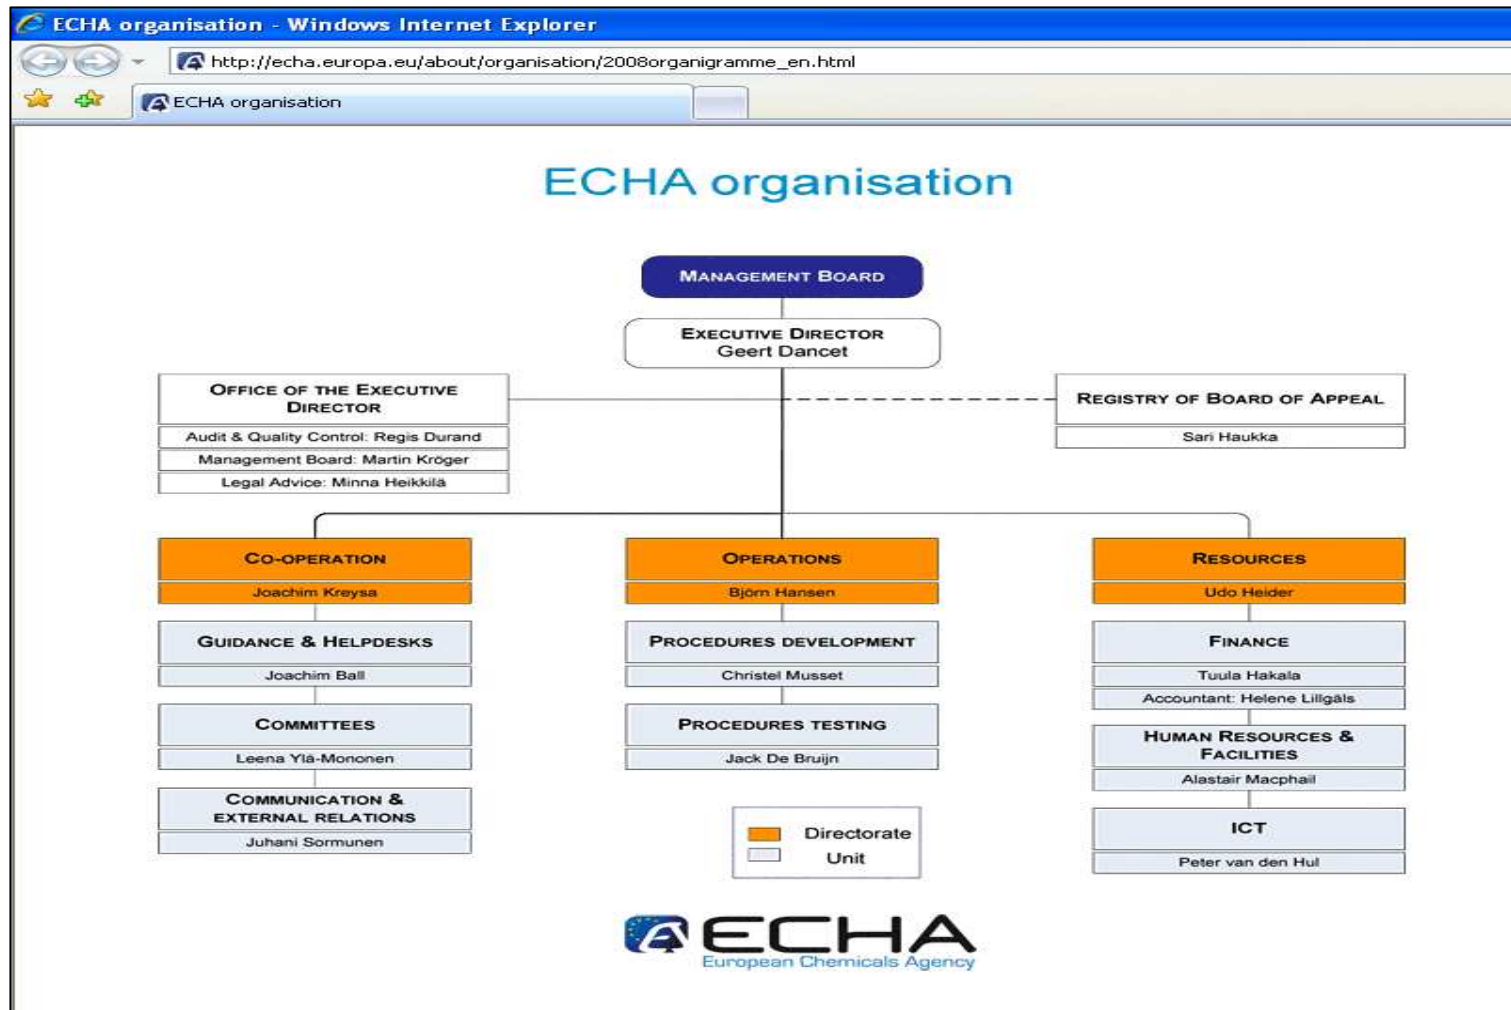 ECHA organisation - Windows Internet Explorer
http://echa.europa.eu/about/organisation/2008organigramme_en.html
ECHA organisation
ECHA organisation
MANAGEMENT BOARD
EXECUTIVE DIRECTOR
Geert Dancet
OFFICE OF THE EXECUTIVE
DIRECTOR
Audit & Quality Control: Regis Durand
Management Board: Martin Kröger
Legal Advice: Minna Heikkilä
REGISTRY OF BOARD OF APPEAL
Sari Haukka
CO-OPERATION
Joachim Kreysa
GUIDANCE & HELPDESKS
Joachim Ball
COMMITTEES
Leena Ylä-Mononen
COMMUNICATION &
EXTERNAL RELATIONS
Juhani Sormunen
OPERATIONS
Björn Hansen
PROCEDURES DEVELOPMENT
Christel Musset
PROCEDURES TESTING
Jack De Bruijn
RESOURCES
Udo Heider
FINANCE
Tuula Hakala
Accountant: Helene Lillgäls
HUMAN RESOURCES &
FACILITIES
Alastair Macphail
ICT
Peter van den Hul
Directorate
Unit
ECHA
European Chemicals Agency